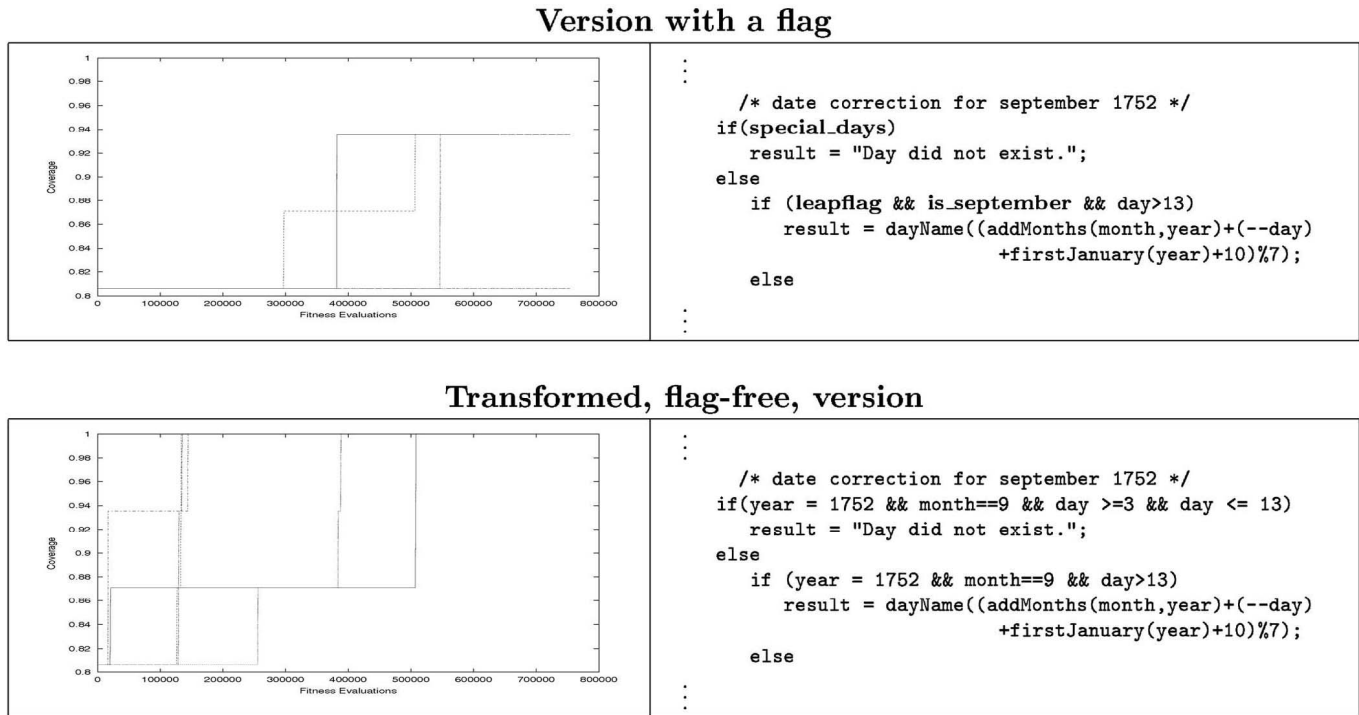 Version with a flag
1
0.98
0.96
0.94
0.92
0.9
0.88
0.86
0.84
0.82
0.8
Coverage
0 100000 200000 300000 400000 500000 600000 700000 800000
Fitness Evaluations
⋮
/* date correction for september 1752 */
if(special_days)
result = "Day did not exist.";
else
if (leapflag && is_september && day>13)
result = dayName((addMonths(month,year)+(--day)
+firstJanuary(year)+10)%7);
else
⋮
Transformed, flag-free, version
1
0.98
0.96
0.94
0.92
0.9
0.88
0.86
0.84
0.82
0.8
Coverage
0 100000 200000 300000 400000 500000 600000 700000 800000
Fitness Evaluations
⋮
/* date correction for september 1752 */
if(year = 1752 && month==9 && day >=3 && day <= 13)
result = "Day did not exist.";
else
if (year = 1752 && month==9 && day>13)
result = dayName((addMonths(month,year)+(--day)
+firstJanuary(year)+10)%7);
else
⋮